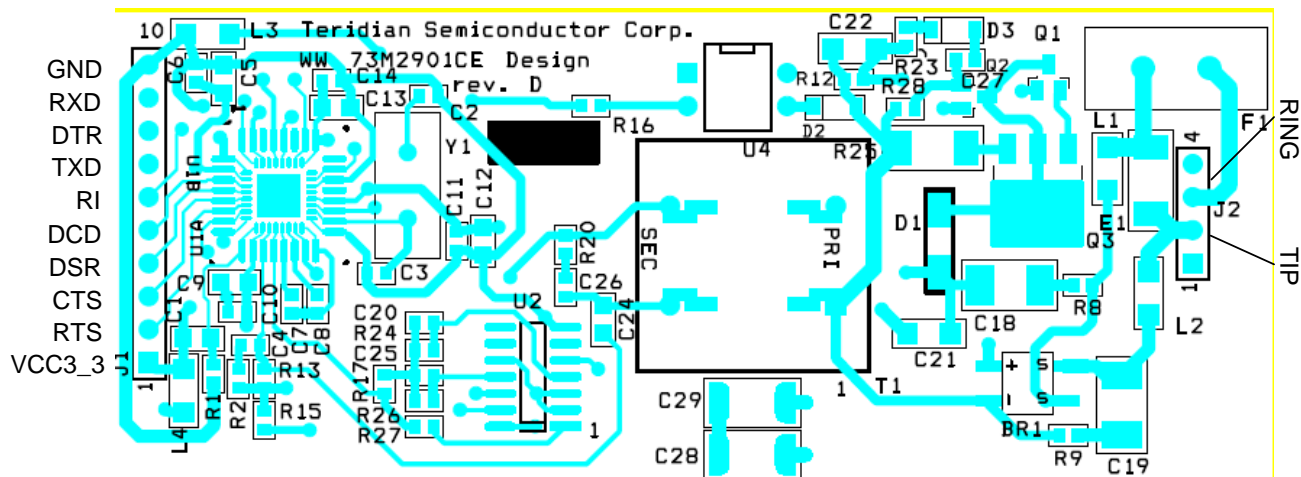 10
L3
Teridian Semiconductor Corp.
WW 73M2901CE Design
rev. D
C22
D3
Q1
GND
RXD
DTR
TXD
RI
DCD
DSR
CTS
RTS
VCC3_3
J1
1
C6
C5
C14
C13
C2
R16
R12
R23
Q2
R28
C27
D2
U4
R25
L1
F1
RING
4
J2
TIP
1
Y1
U1B
U1A
C11
C12
R20
SEC
PRI
D1
E1
Q3
C3
C9
C10
C1
C4
C7
C8
C26
C24
U2
C20
R24
C25
R17
R26
R27
1
C18
R8
L2
C21
R13
R1
R2
R15
L4
C29
C28
1
T1
+
S
-
S
BR1
R9
C19